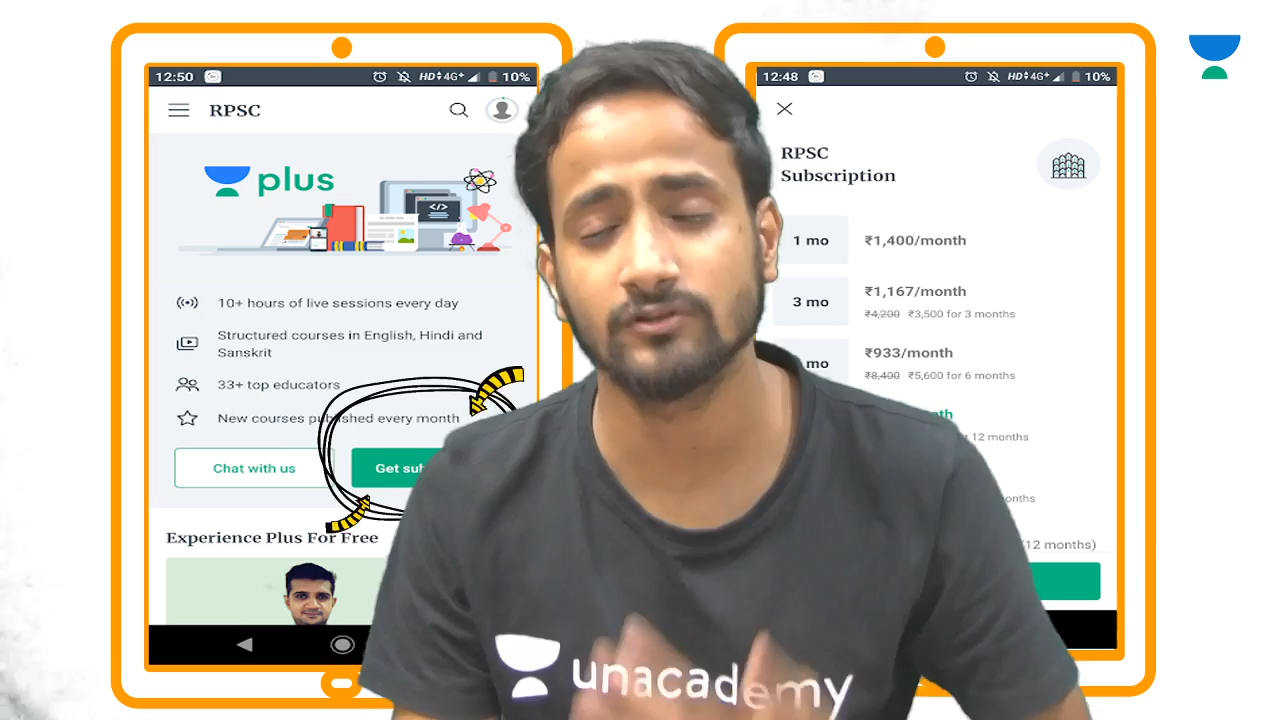 12:50
HD 4G+
10%
RPSC
plus
10+ hours of live sessions every day
Structured courses in English, Hindi and
Sanskrit
33+ top educators
New courses published every month
Chat with us
Get
Experience Plus For Free
12:48
HD 4G+
10%
RPSC
Subscription
1 mo
₹1,400/month
3 mo
₹1,167/month
₹4,200 ₹3,500 for 3 months
mo
₹933/month
₹8,400 ₹5,600 for 6 months
12 months
(12 months)
unacademy